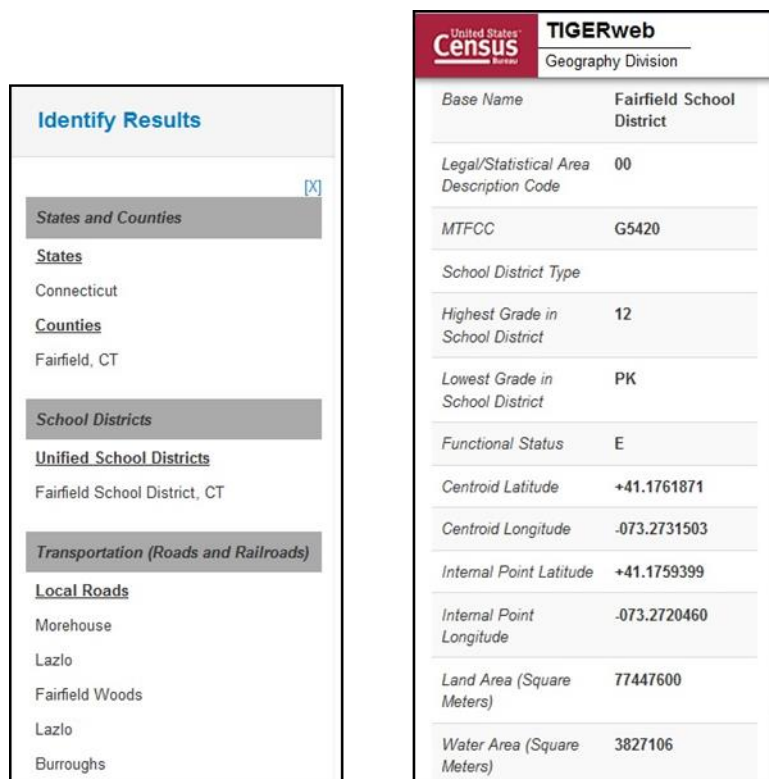 Identify Results
[X]
States and Counties
States
Connecticut
Counties
Fairfield, CT
School Districts
Unified School Districts
Fairfield School District, CT
Transportation (Roads and Railroads)
Local Roads
Morehouse
Lazlo
Fairfield Woods
Lazlo
Burroughs
United States®
Census
Bureau
TIGERweb
Geography Division
Base Name Fairfield School
District
Legal/Statistical Area 00
Description Code
MTFCC G5420
School District Type
Highest Grade in 12
School District
Lowest Grade in PK
School District
Functional Status E
Centroid Latitude +41.1761871
Centroid Longitude -073.2731503
Internal Point Latitude +41.1759399
Internal Point -073.2720460
Longitude
Land Area (Square 77447600
Meters)
Water Area (Square 3827106
Meters)